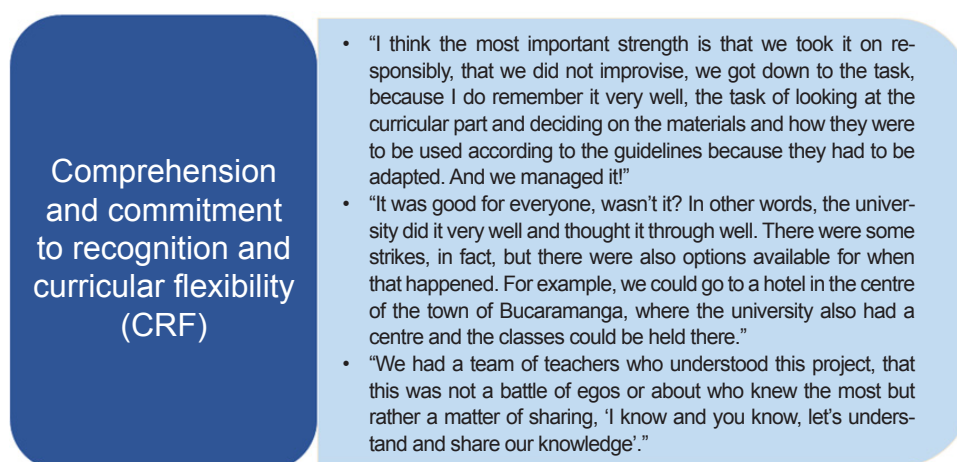 Comprehension
and commitment
to recognition and
curricular flexibility
(CRF)
• “I think the most important strength is that we took it on re-
sponsibly, that we did not improvise, we got down to the task,
because I do remember it very well, the task of looking at the
curricular part and deciding on the materials and how they were
to be used according to the guidelines because they had to be
adapted. And we managed it!”
• “It was good for everyone, wasn’t it? In other words, the univer-
sity did it very well and thought it through well. There were some
strikes, in fact, but there were also options available for when
that happened. For example, we could go to a hotel in the centre
of the town of Bucaramanga, where the university also had a
centre and the classes could be held there.”
• “We had a team of teachers who understood this project, that
this was not a battle of egos or about who knew the most but
rather a matter of sharing, ‘I know and you know, let’s unders-
tand and share our knowledge’.”